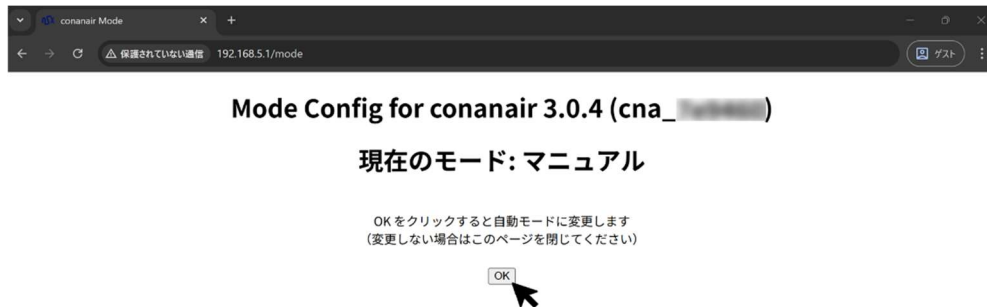 conanair Mode
保護されていない通信 192.168.5.1/mode ゲスト
Mode Config for conanair 3.0.4 (cna_ )
現在のモード: マニュアル
OK をクリックすると自動モードに変更します
（変更しない場合はこのページを閉じてください）
OK